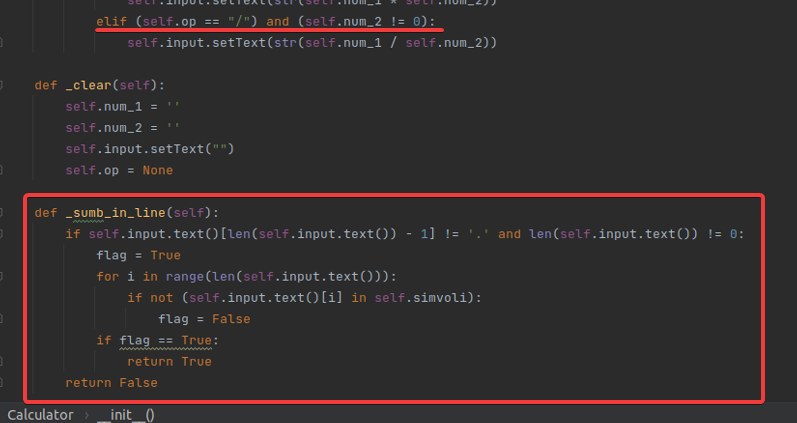 self.input.setText(str(self.num_1 * self.num_2))
elif (self.op == "/") and (self.num_2 != 0):
self.input.setText(str(self.num_1 / self.num_2))
def _clear(self):
self.num_1 = ''
self.num_2 = ''
self.input.setText("")
self.op = None
def _sumb_in_line(self):
if self.input.text()[len(self.input.text()) - 1] != '.' and len(self.input.text()) != 0:
flag = True
for i in range(len(self.input.text())):
if not (self.input.text()[i] in self.simvoli):
flag = False
if flag == True:
return True
return False
Calculator › __init__()